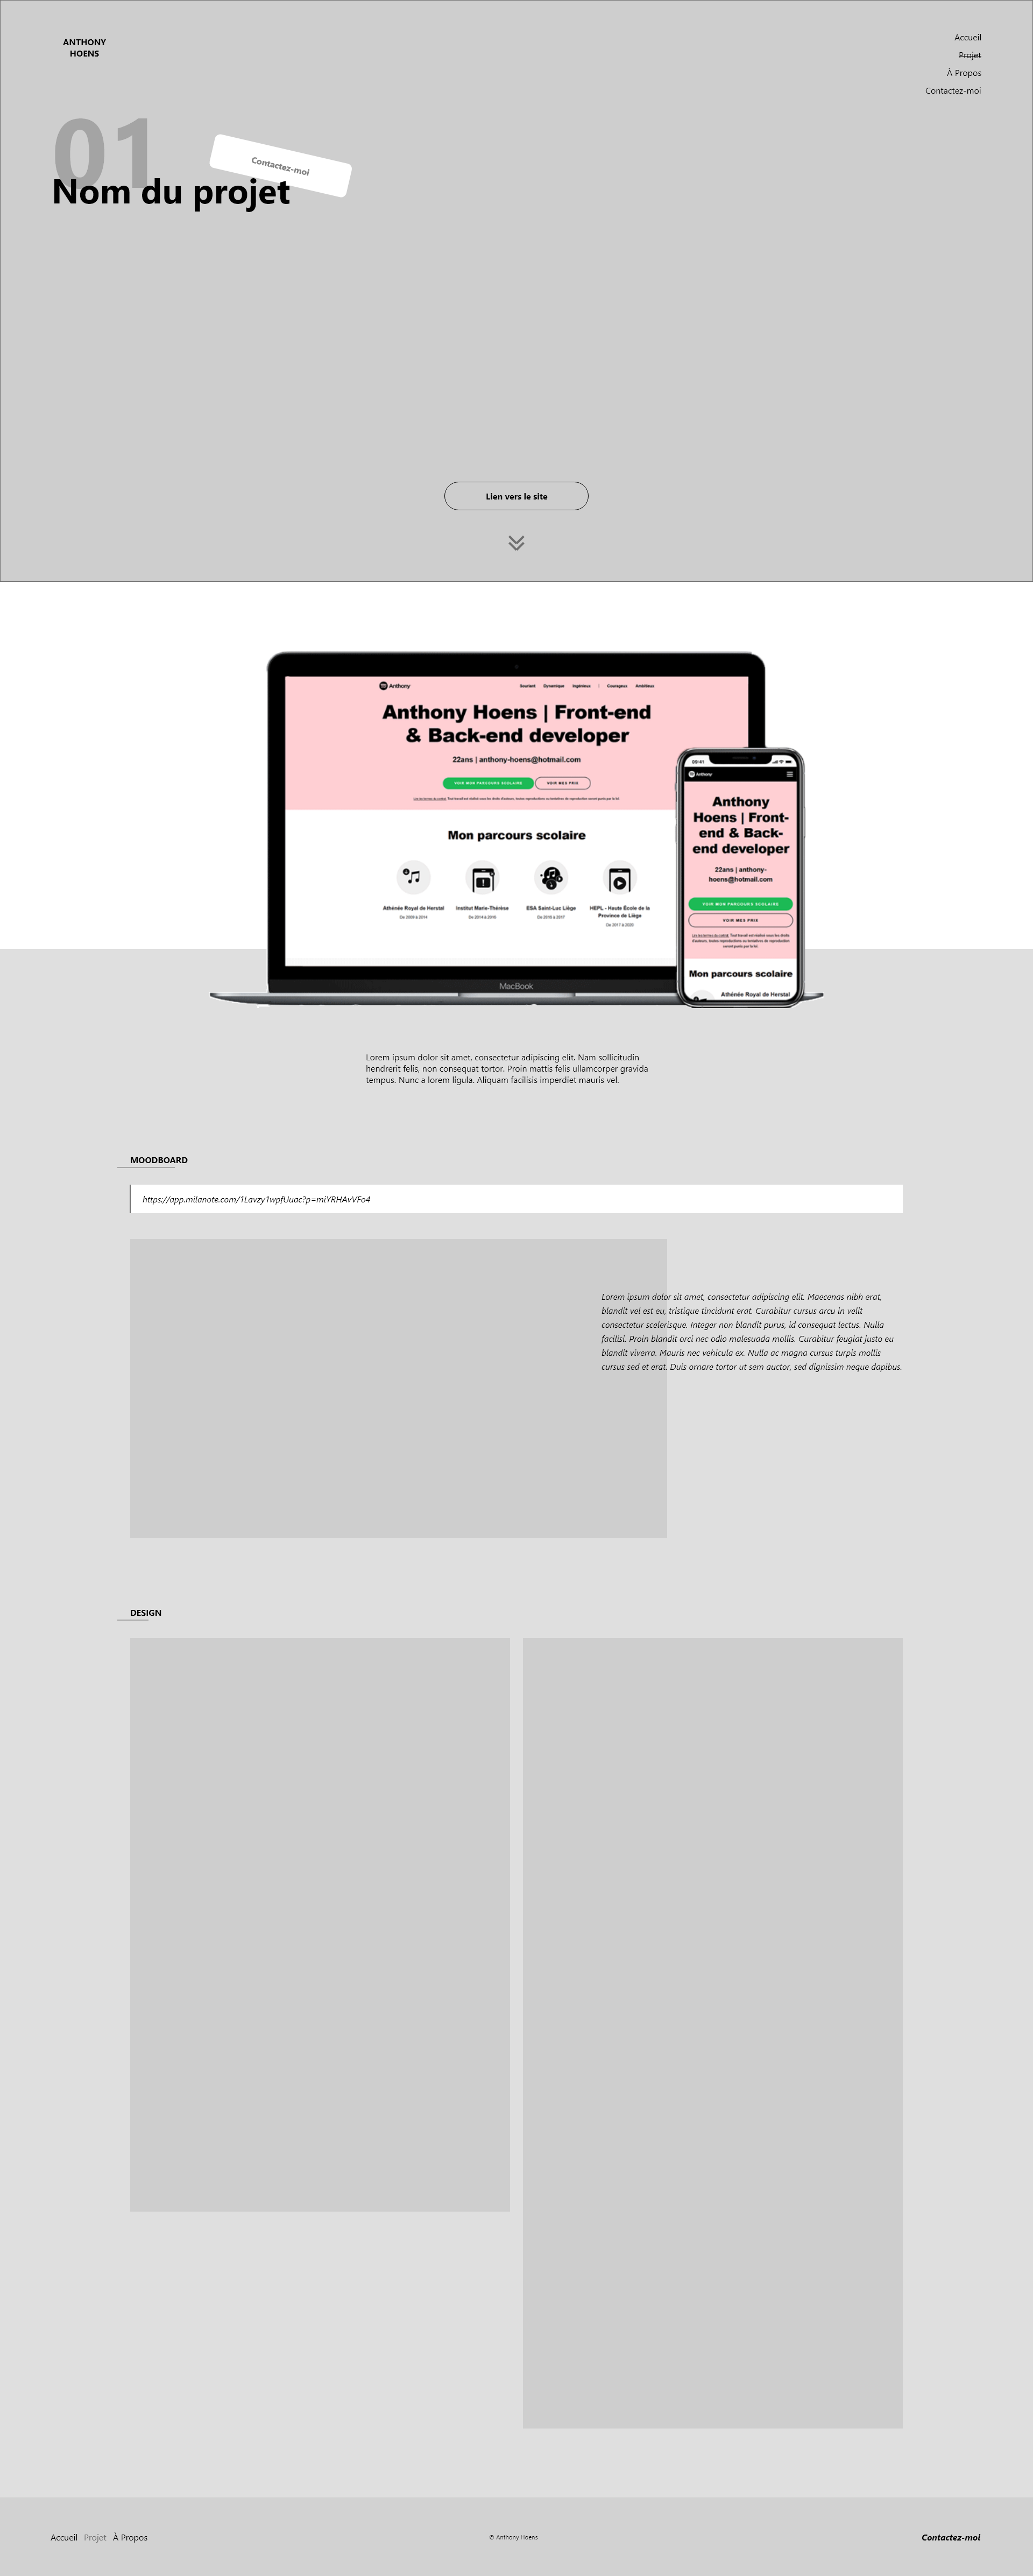 ANTHONY
HOENS
Accueil
Projet
À Propos
Contactez-moi
01
Contactez-moi
Nom du projet
Lien vers le site
Anthony
Souriant Dynamique Ingénieux | Courageux Ambitieux
Anthony Hoens | Front-end
& Back-end developer
22ans | anthony-hoens@hotmail.com
VOIR MON PARCOURS SCOLAIRE VOIR MES PRIX
Mon parcours scolaire
Athénée Royal de Herstal
De 2009 à 2014
Institut Marie-Thérèse
De 2014 à 2016
ESA Saint-Luc Liège
De 2016 à 2017
HEPL - Haute École de la
Province de Liège
De 2017 à 2020
MacBook
09:41
Anthony
Anthony
Hoens | Front-
end & Back-
end developer
22ans | anthony-
hoens@hotmail.com
VOIR MON PARCOURS SCOLAIRE
VOIR MES PRIX
Mon parcours scolaire
Athénée Royal de Herstal
Lorem ipsum dolor sit amet, consectetur adipiscing elit. Nam sollicitudin
hendrerit felis, non consequat tortor. Proin mattis felis ullamcorper gravida
tempus. Nunc a lorem ligula. Aliquam facilisis imperdiet mauris vel.
MOODBOARD
https://app.milanote.com/1Lavzy1wpfUuac?p=miYRHAvVFo4
Lorem ipsum dolor sit amet, consectetur adipiscing elit. Maecenas nibh erat,
blandit vel est eu, tristique tincidunt erat. Curabitur cursus arcu in velit
consectetur scelerisque. Integer non blandit purus, id consequat lectus. Nulla
facilisi. Proin blandit orci nec odio malesuada mollis. Curabitur feugiat justo eu
blandit viverra. Mauris nec vehicula ex. Nulla ac magna cursus turpis mollis
cursus sed et erat. Duis ornare tortor ut sem auctor, sed dignissim neque dapibus.
DESIGN
Accueil Projet À Propos
© Anthony Hoens
Contactez-moi